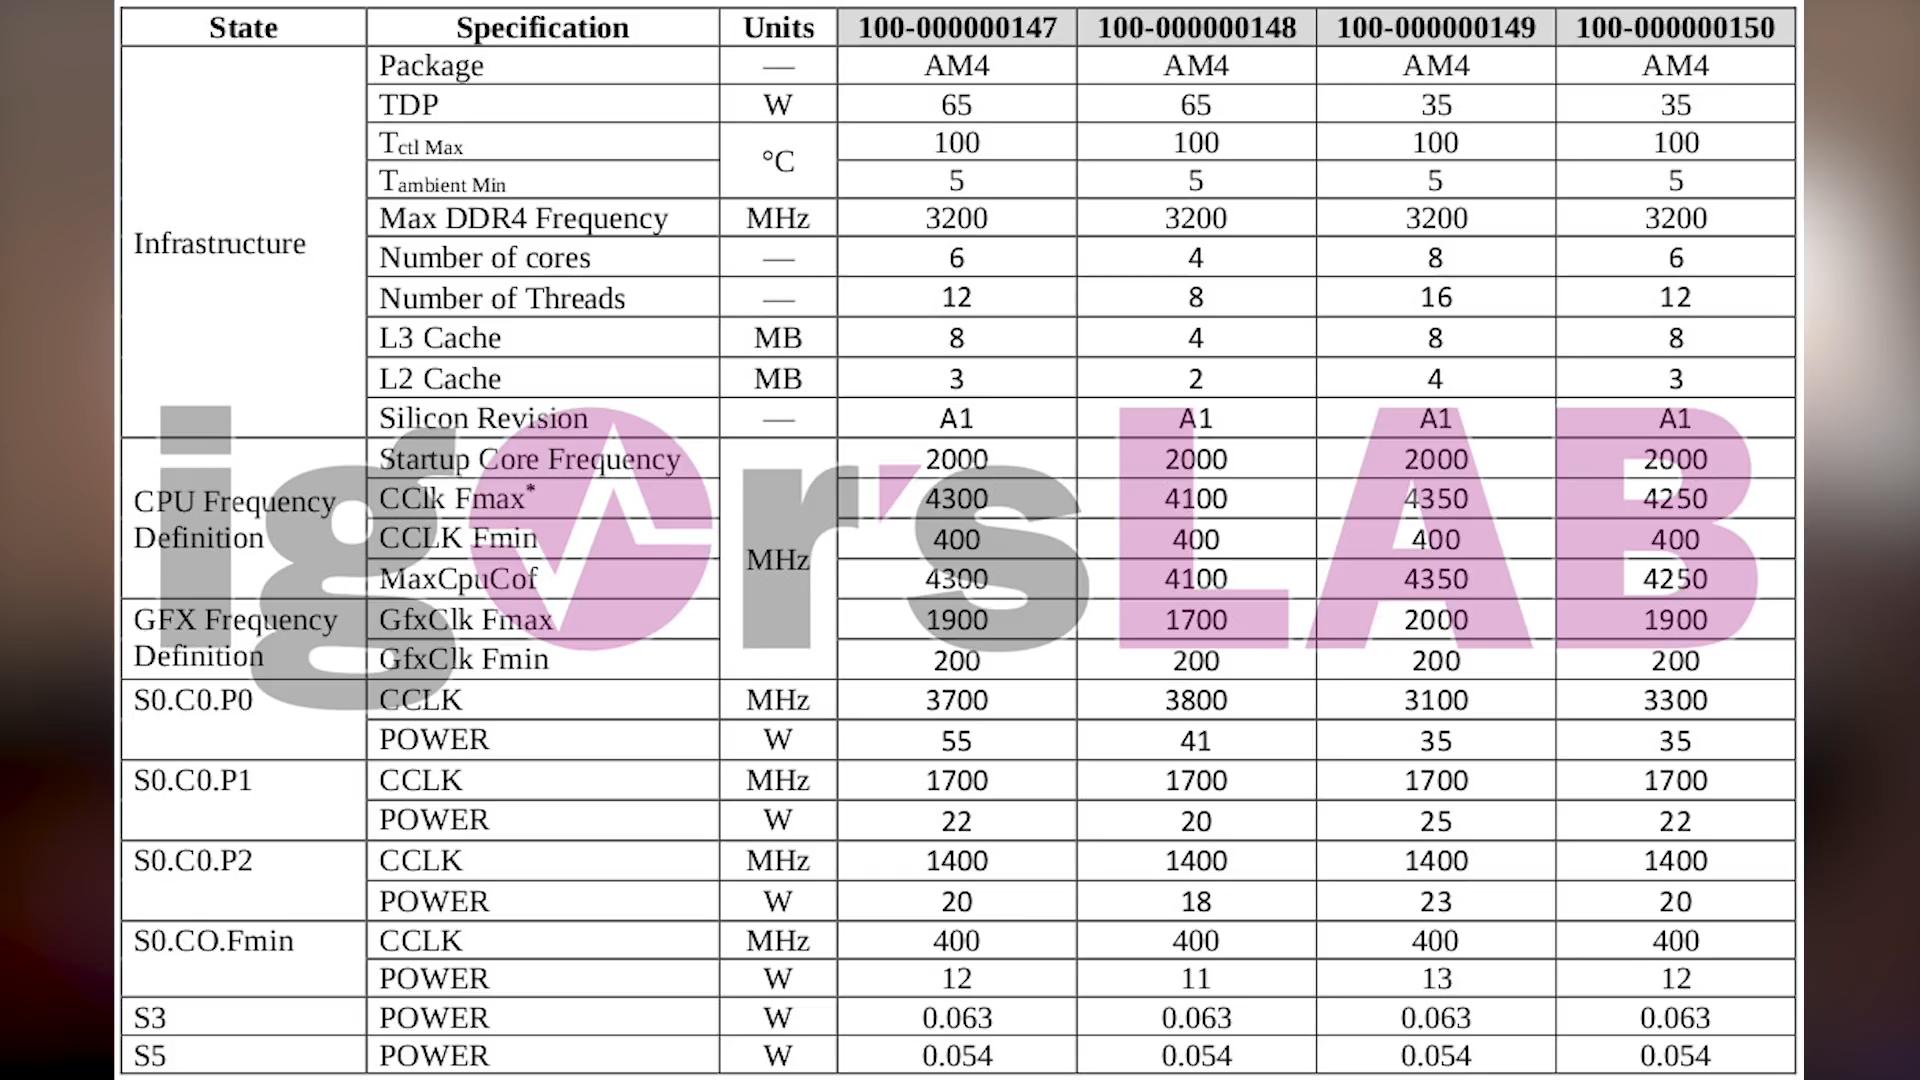 State Specification Units 100-000000147 100-000000148 100-000000149 100-000000150
Infrastructure
Package — AM4 AM4 AM4 AM4
TDP W 65 65 35 35
Tctl Max °C 100 100 100 100
Tambient Min 5 5 5 5
Max DDR4 Frequency MHz 3200 3200 3200 3200
Number of cores — 6 4 8 6
Number of Threads — 12 8 16 12
L3 Cache MB 8 4 8 8
L2 Cache MB 3 2 4 3
Silicon Revision — A1 A1 A1 A1
CPU Frequency
Definition
MHz
Startup Core Frequency 2000 2000 2000 2000
CClk Fmax* 4300 4100 4350 4250
CCLK Fmin 400 400 400 400
MaxCpuCof 4300 4100 4350 4250
GFX Frequency
Definition
GfxClk Fmax 1900 1700 2000 1900
GfxClk Fmin 200 200 200 200
S0.C0.P0 CCLK MHz 3700 3800 3100 3300
POWER W 55 41 35 35
S0.C0.P1 CCLK MHz 1700 1700 1700 1700
POWER W 22 20 25 22
S0.C0.P2 CCLK MHz 1400 1400 1400 1400
POWER W 20 18 23 20
S0.CO.Fmin CCLK MHz 400 400 400 400
POWER W 12 11 13 12
S3 POWER W 0.063 0.063 0.063 0.063
S5 POWER W 0.054 0.054 0.054 0.054
igor'sLAB